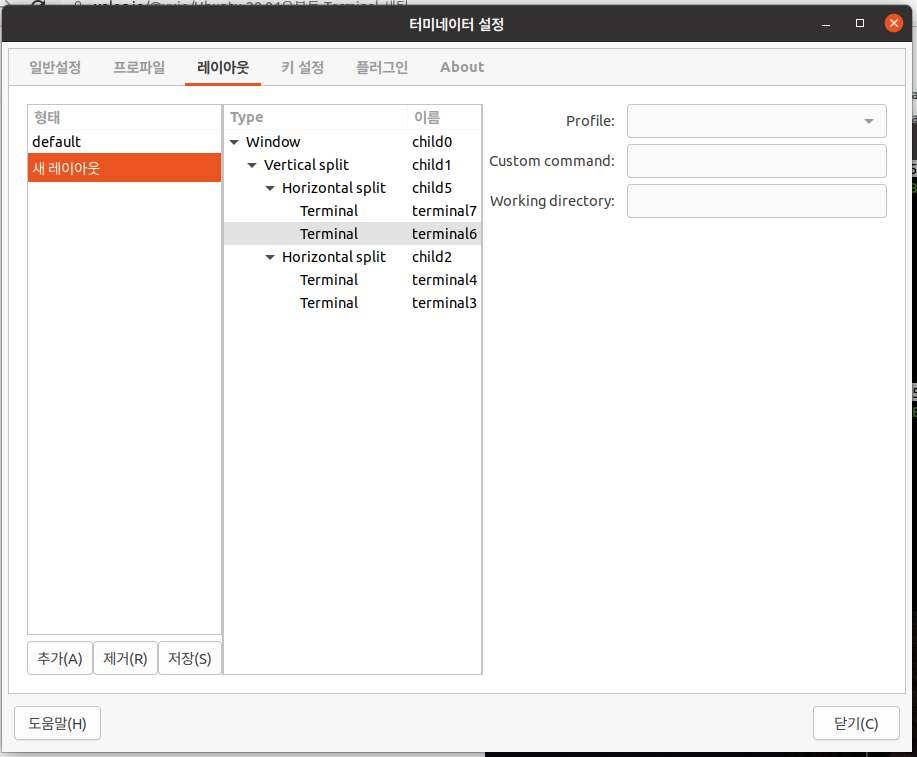 터미네이터 설정
일반설정 프로파일 레이아웃 키 설정 플러그인 About
형태
default
새 레이아웃
Type 이름
Window child0
Vertical split child1
Horizontal split child5
Terminal terminal7
Terminal terminal6
Horizontal split child2
Terminal terminal4
Terminal terminal3
Profile:
Custom command:
Working directory:
추가(A) 제거(R) 저장(S)
도움말(H) 닫기(C)